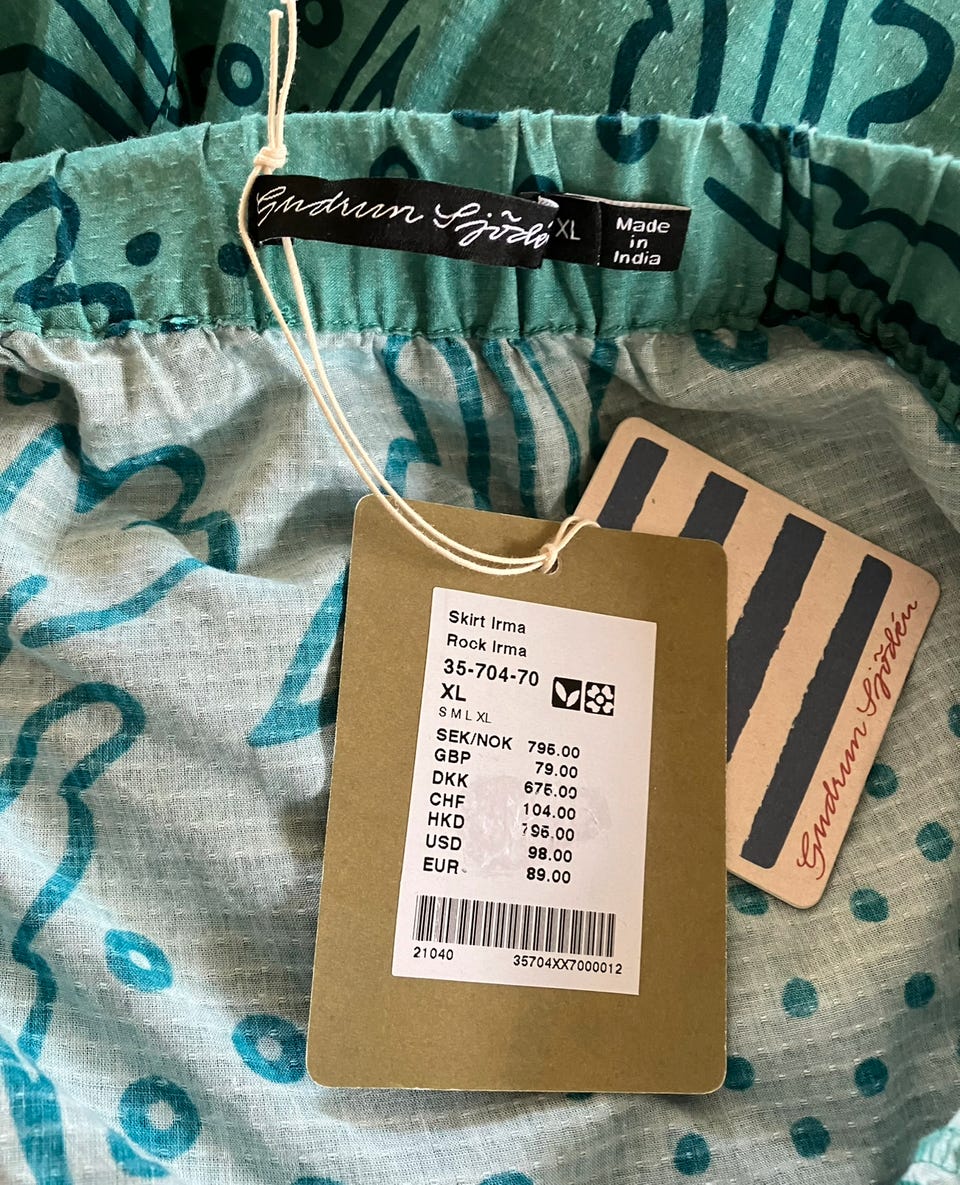 Gudrun Sjödé
XL
Made
in
India
Skirt Irma
Rock Irma
35-704-70
XL
S M L XL
SEK/NOK 795.00
GBP 79.00
DKK 675.00
CHF 104.00
HKD 795.00
USD 98.00
EUR 89.00
21040 35704XX7000012
Gudrun Sjödén